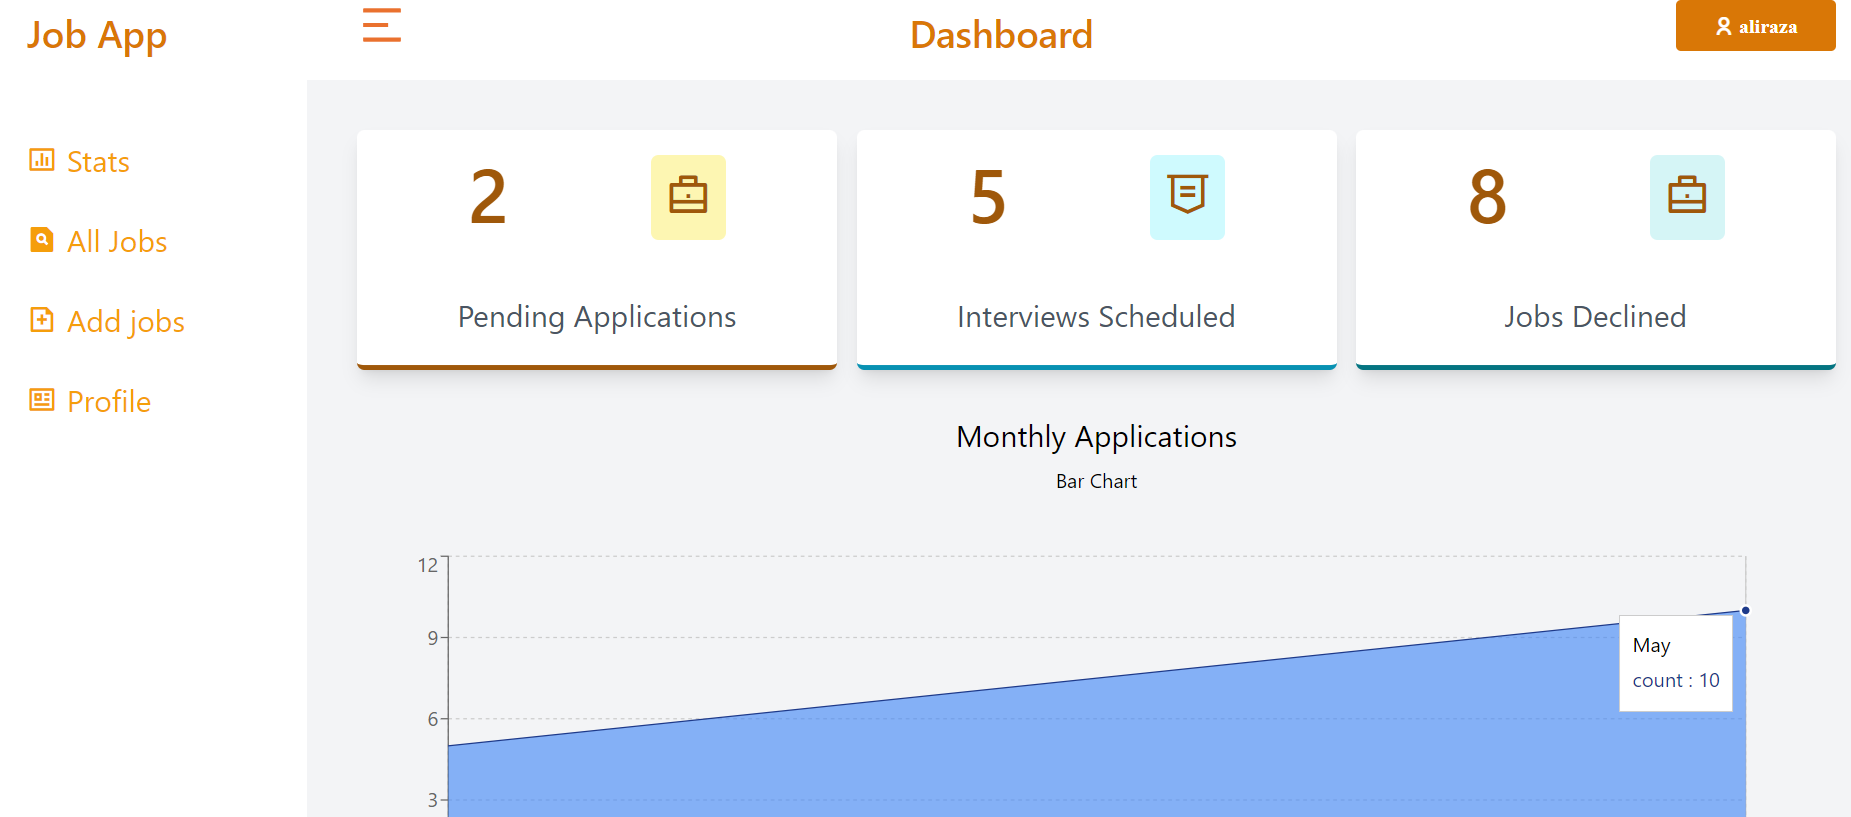 Job App
Dashboard
aliraza
Stats
All Jobs
Add jobs
Profile
2
5
8
Pending Applications
Interviews Scheduled
Jobs Declined
Monthly Applications
Bar Chart
12
9
6
3
May
count : 10